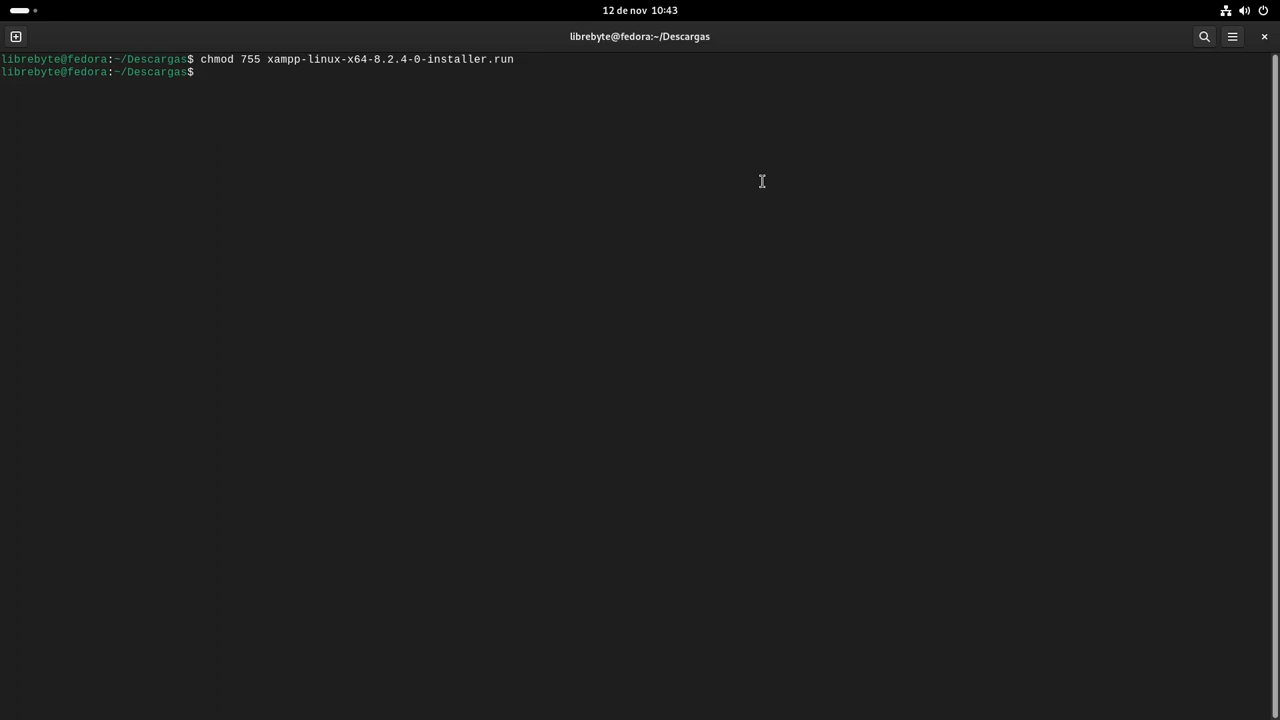 12 de nov 10:43
librebyte@fedora:~/Descargas
librebyte@fedora:~/Descargas$ chmod 755 xampp-linux-x64-8.2.4-0-installer.run
librebyte@fedora:~/Descargas$